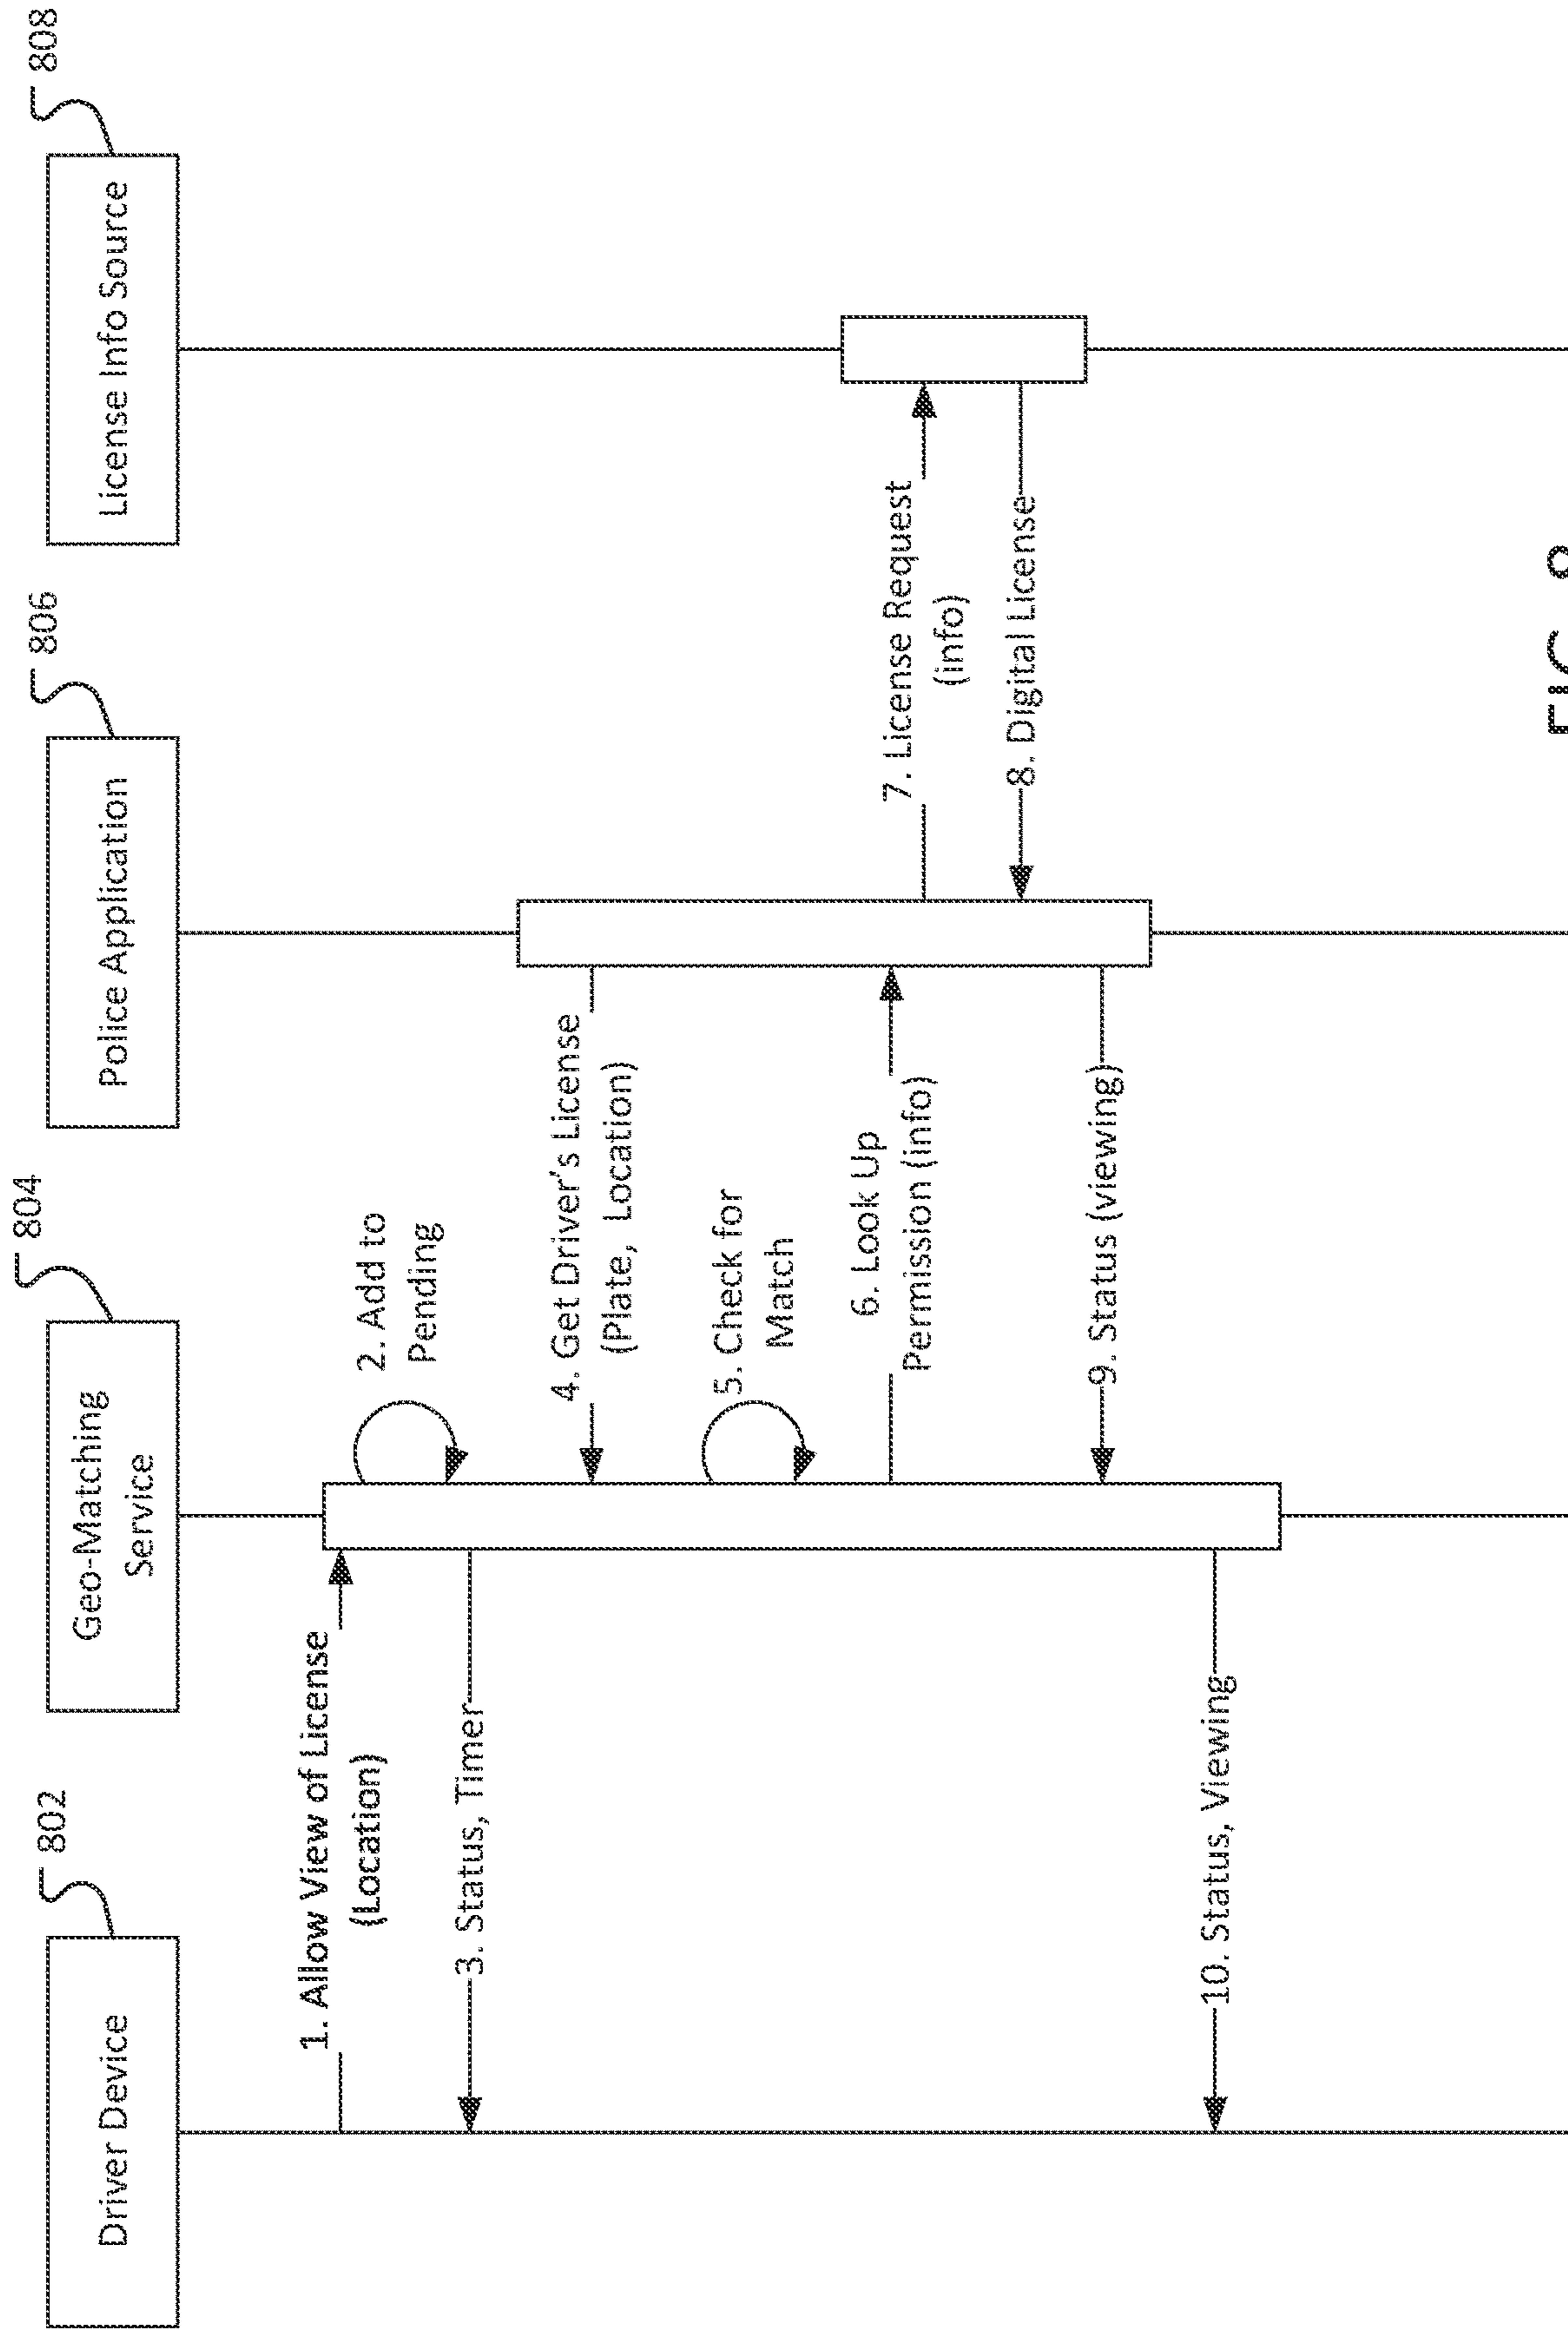 802
Driver Device
804
Geo-Matching
Service
806
Police Application
808
License Info Source
1. Allow View of License
(Location)
2. Add to
Pending
3. Status, Timer
4. Get Driver's License
(Plate, Location)
5. Check for
Match
6. Look Up
Permission (info)
7. License Request
(info)
8. Digital License
9. Status (viewing)
10. Status, Viewing
FIG. 8